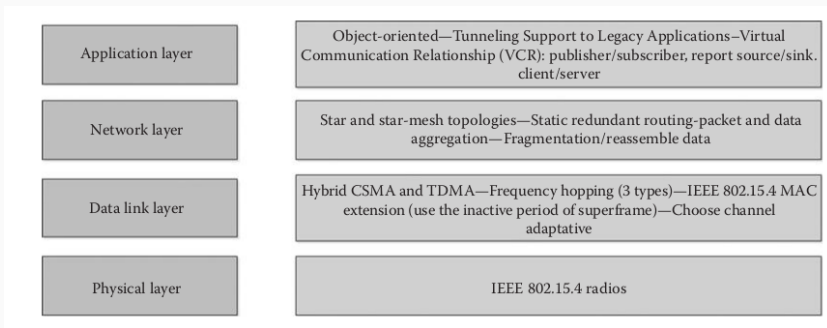 Application layer
Object-oriented—Tunneling Support to Legacy Applications–Virtual
Communication Relationship (VCR): publisher/subscriber, report source/sink.
client/server
Network layer
Star and star-mesh topologies—Static redundant routing-packet and data
aggregation—Fragmentation/reassemble data
Data link layer
Hybrid CSMA and TDMA—Frequency hopping (3 types)—IEEE 802.15.4 MAC
extension (use the inactive period of superframe)—Choose channel
adaptative
Physical layer
IEEE 802.15.4 radios